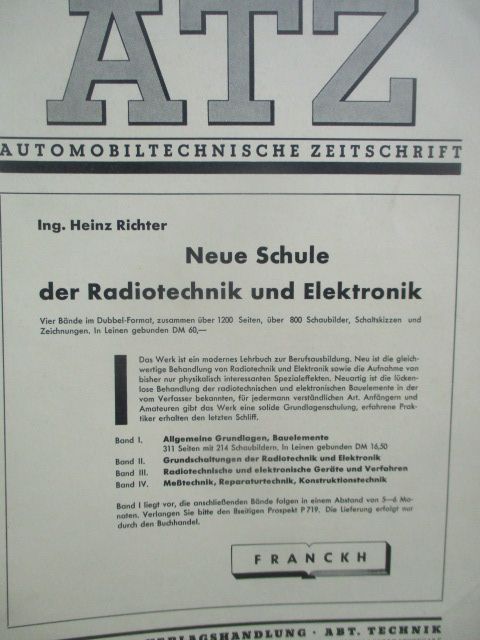 ATZ
AUTOMOBILTECHNISCHE ZEITSCHRIFT
Ing. Heinz Richter
Neue Schule
der Radiotechnik und Elektronik
Vier Bände im Dubbel-Format, zusammen über 1200 Seiten, über 800 Schaubilder, Schaltskizzen und
Zeichnungen. In Leinen gebunden DM 60,—
Das Werk ist ein modernes Lehrbuch zur Berufsausbildung. Neu ist die gleich-
wertige Behandlung von Radiotechnik und Elektronik sowie die Aufnahme von
bisher nur physikalisch interessanten Spezialeffekten. Neuartig ist die lücken-
lose Behandlung der radiotechnischen und elektronischen Bauelemente in der
vom Verfasser bekannten, für jedermann verständlichen Art. Anfängern und
Amateuren gibt das Werk eine solide Grundlagenschulung, erfahrene Prak-
tiker erhalten den letzten Schliff.
Band I. Allgemeine Grundlagen, Bauelemente
311 Seiten mit 214 Schaubildern. In Leinen gebunden DM 16,50
Band II. Grundschaltungen der Radiotechnik und Elektronik
Band III. Radiotechnische und elektronische Geräte und Verfahren
Band IV. Meßtechnik, Reparaturtechnik, Konstruktionstechnik
Band I liegt vor, die anschließenden Bände folgen in einem Abstand von 5—6 Mo-
naten. Verlangen Sie bitte den 8seitigen Prospekt P 719. Die Lieferung erfolgt nur
durch den Buchhandel.
FRANCKH
VERLAGSHANDLUNG · ABT. TECHNIK